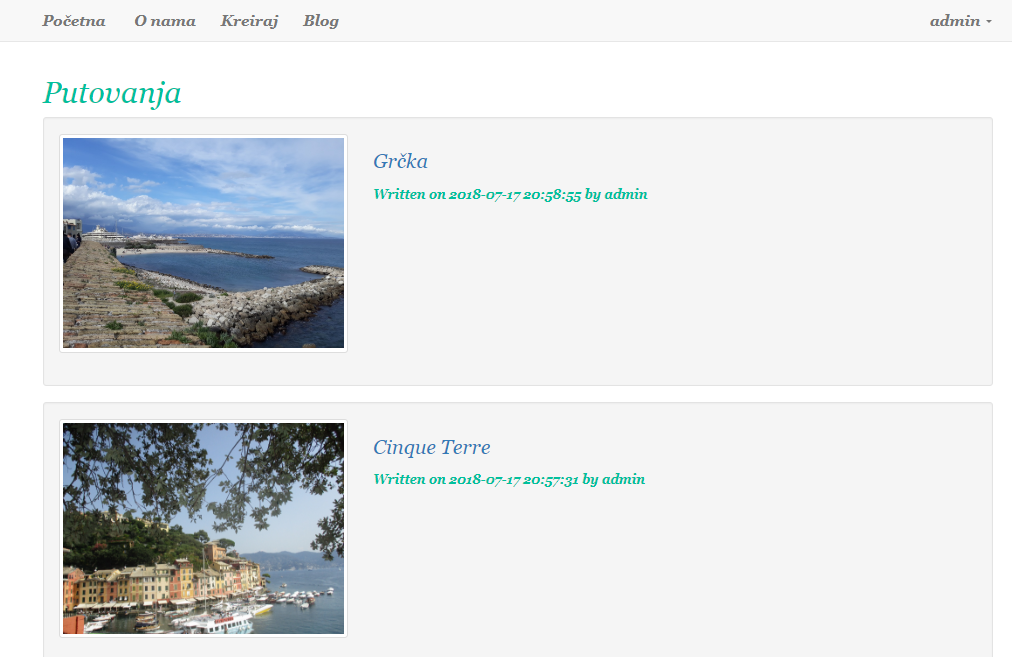 Početna O nama Kreiraj Blog admin
Putovanja
Grčka
Written on 2018-07-17 20:58:55 by admin
Cinque Terre
Written on 2018-07-17 20:57:31 by admin